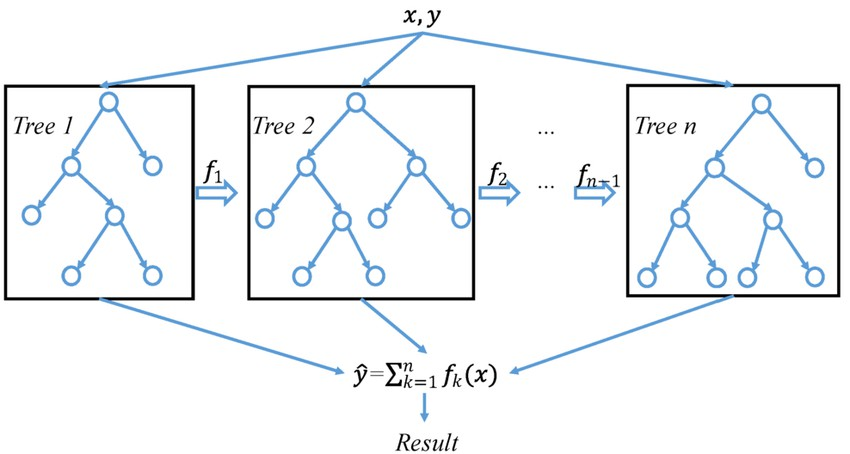 x, y
Tree 1
Tree 2
...
Tree n
f₁
f₂
...
fₙ₋₁
ŷ=∑ⁿₖ₌₁ fₖ(x)
Result